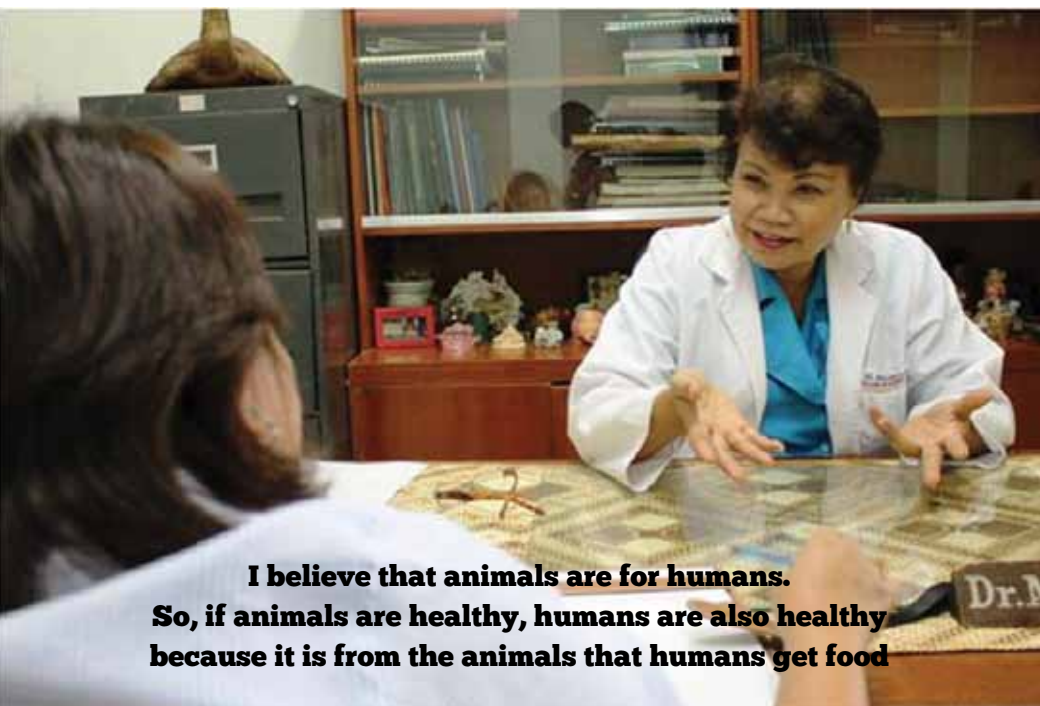 I believe that animals are for humans.
So, if animals are healthy, humans are also healthy
because it is from the animals that humans get food